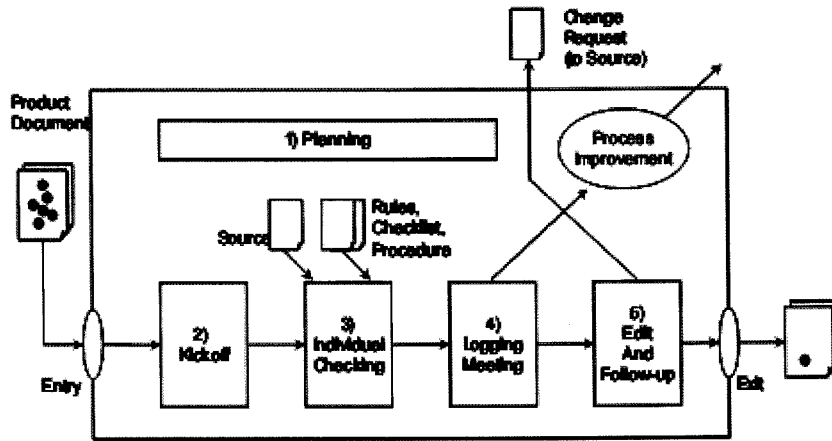 Change
Request
(to Source)
Product
Document
1) Planning
Process
Improvement
Source
Rules,
Checklist,
Procedure
2)
Kickoff
3)
Individual
Checking
4)
Logging
Meeting
5)
Edit
And
Follow-up
Entry
Exit